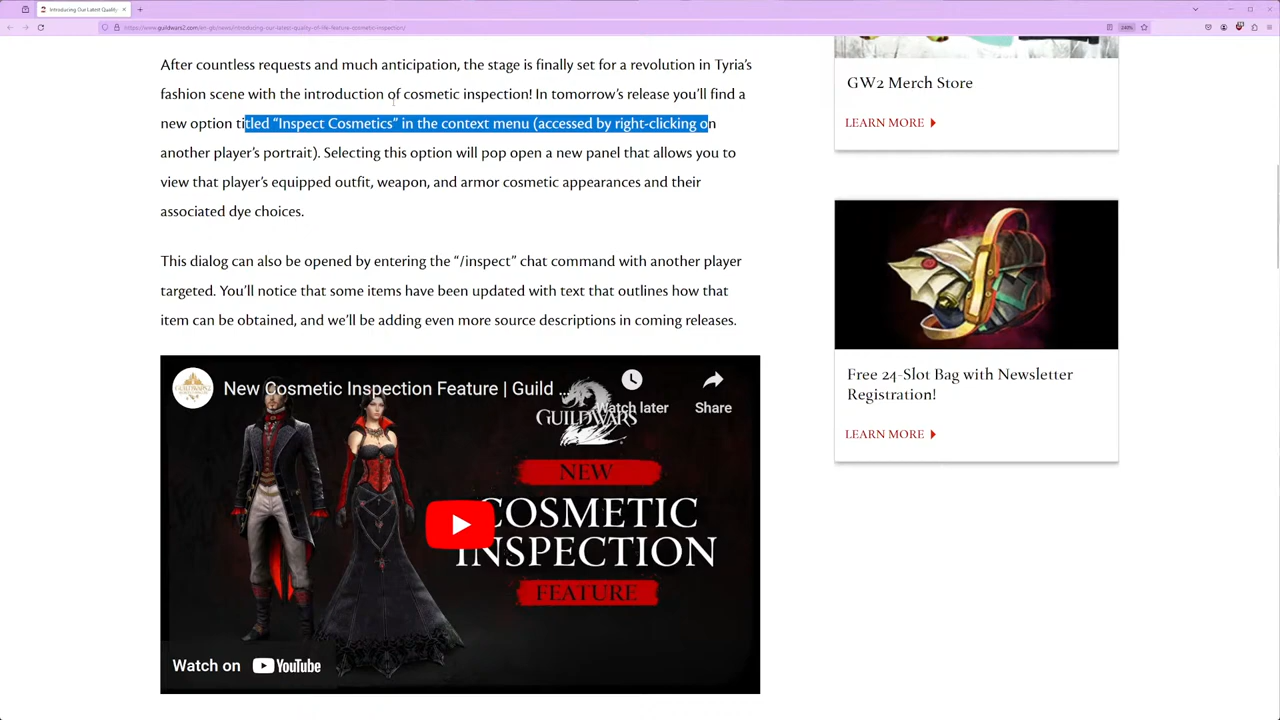 Introducing Our Latest Quality
https://www.guildwars2.com/en-gb/news/introducing-our-latest-quality-of-life-feature-cosmetic-inspection/
240%
After countless requests and much anticipation, the stage is finally set for a revolution in Tyria's
fashion scene with the introduction of cosmetic inspection! In tomorrow's release you'll find a
new option titled “Inspect Cosmetics” in the context menu (accessed by right-clicking on
another player's portrait). Selecting this option will pop open a new panel that allows you to
view that player's equipped outfit, weapon, and armor cosmetic appearances and their
associated dye choices.
This dialog can also be opened by entering the “/inspect” chat command with another player
targeted. You'll notice that some items have been updated with text that outlines how that
item can be obtained, and we'll be adding even more source descriptions in coming releases.
New Cosmetic Inspection Feature | Guild ...
Watch later
Share
GUILD WARS
NEW
COSMETIC
INSPECTION
FEATURE
Watch on YouTube
GW2 Merch Store
LEARN MORE
Free 24-Slot Bag with Newsletter
Registration!
LEARN MORE